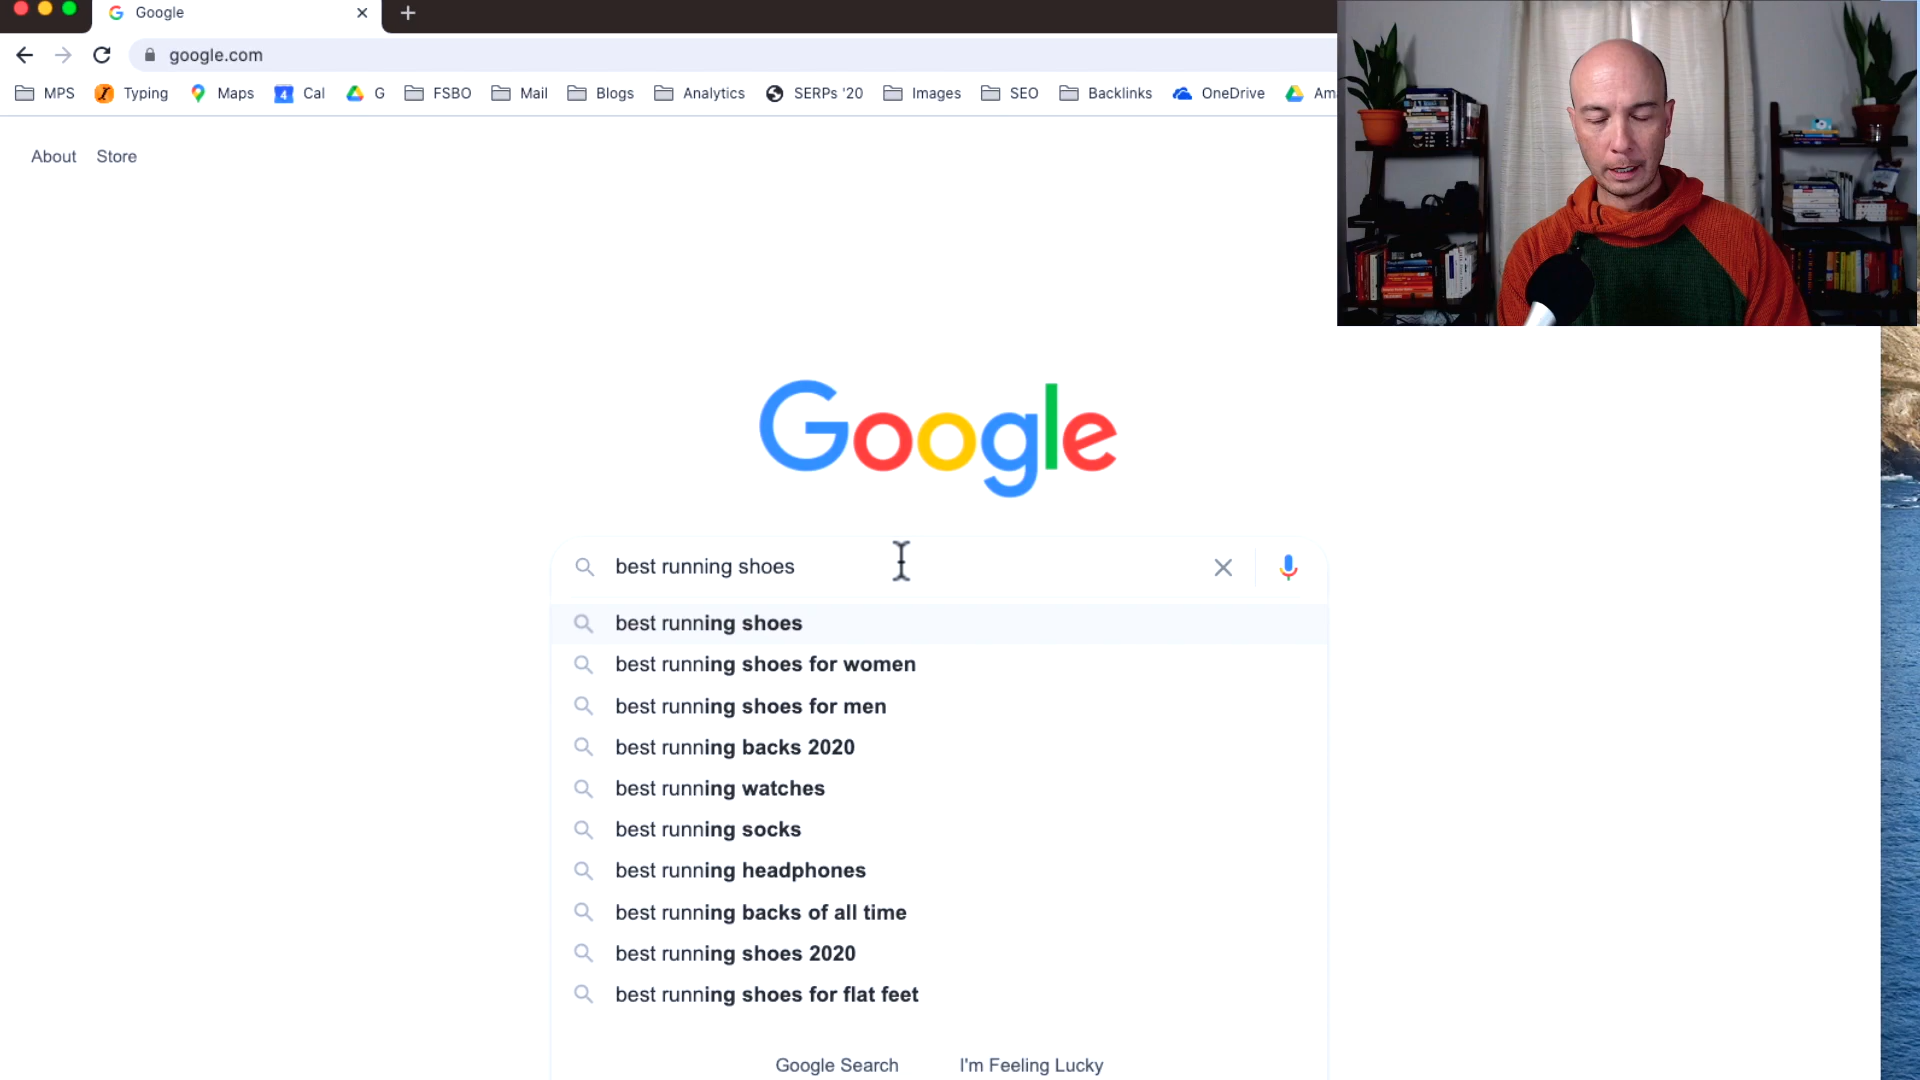 Google
google.com
MPS Typing Maps 4 Cal G FSBO Mail Blogs Analytics SERPs '20 Images SEO Backlinks OneDrive Am
About Store
Google
best running shoes
best running shoes
best running shoes for women
best running shoes for men
best running backs 2020
best running watches
best running socks
best running headphones
best running backs of all time
best running shoes 2020
best running shoes for flat feet
Google Search I'm Feeling Lucky